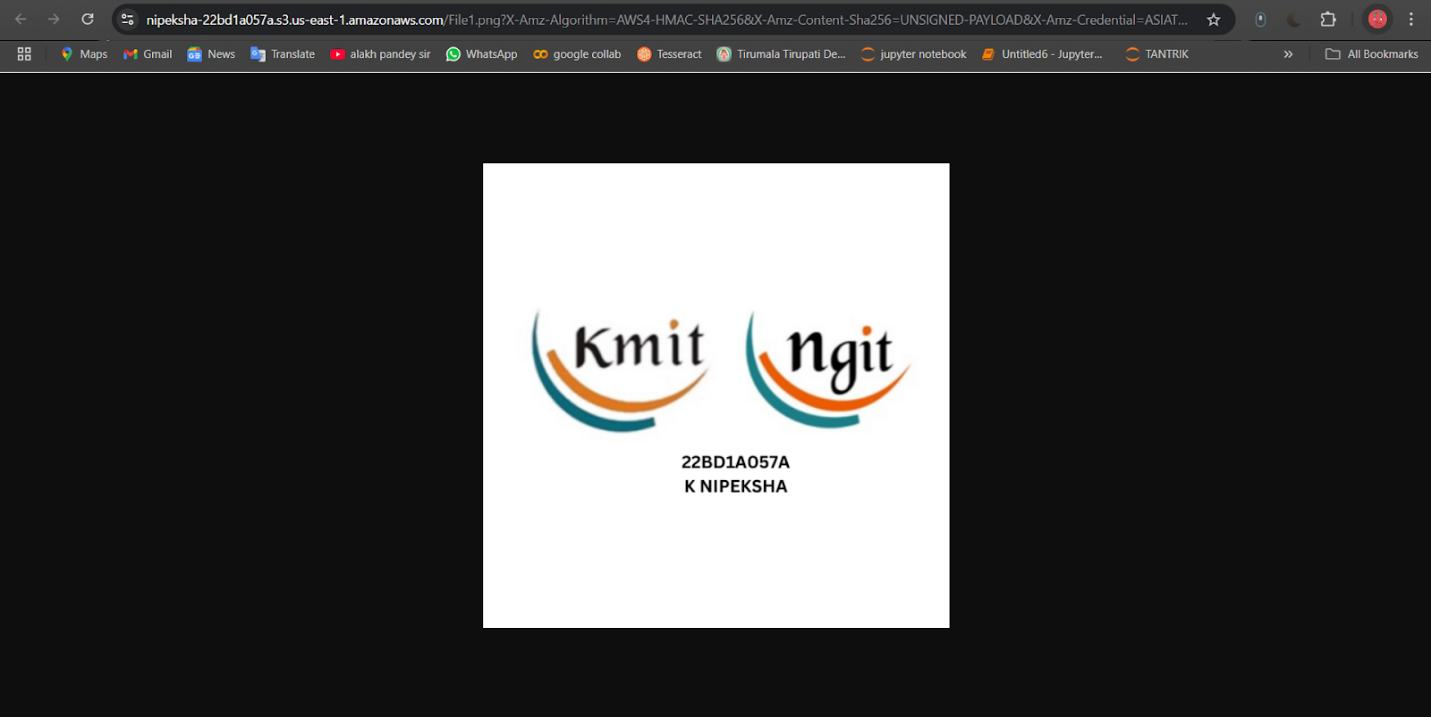 nipeksha-22bd1a057a.s3.us-east-1.amazonaws.com/File1.png?X-Amz-Algorithm=AWS4-HMAC-SHA256&X-Amz-Content-Sha256=UNSIGNED-PAYLOAD&X-Amz-Credential=ASIAT...
Maps Gmail News Translate alakh pandey sir WhatsApp google collab Tesseract Tirumala Tirupati De... jupyter notebook Untitled6 - Jupyter... TANTRIK » All Bookmarks
Kmit Ngit
22BD1A057A
K NIPEKSHA